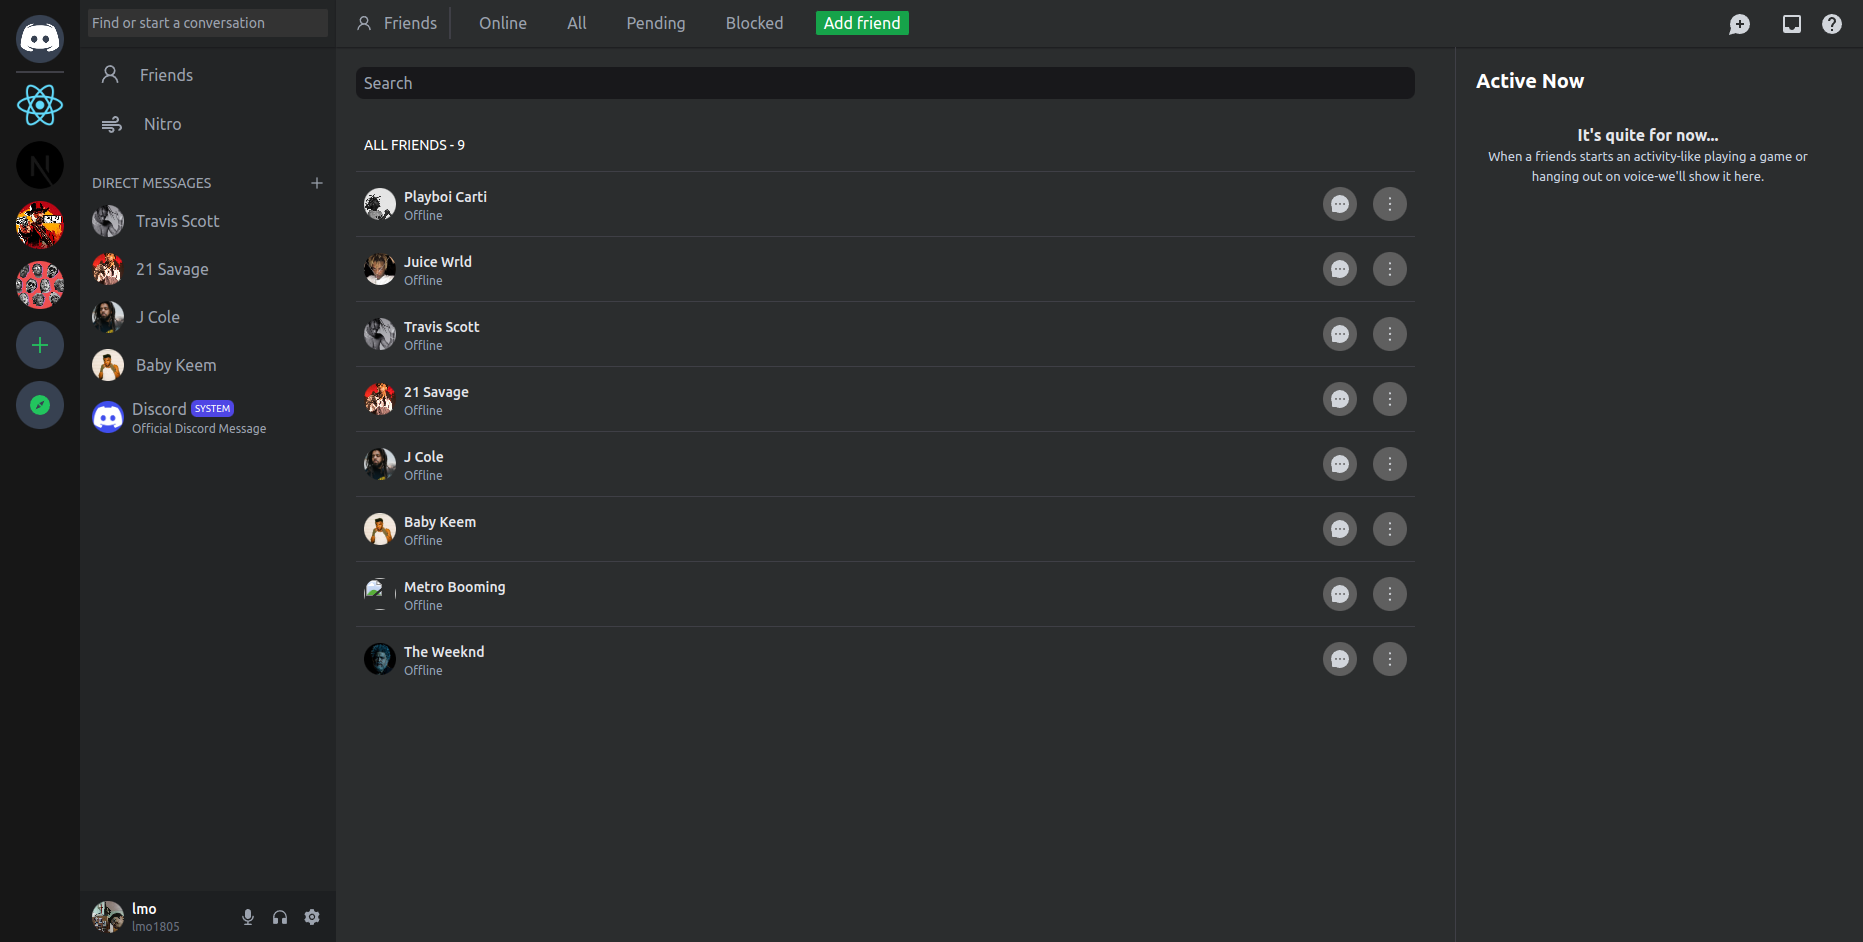 Find or start a conversation
Friends
Nitro
DIRECT MESSAGES
Travis Scott
21 Savage
J Cole
Baby Keem
Discord SYSTEM
Official Discord Message
lmo
lmo1805
Friends Online All Pending Blocked Add friend
Search
ALL FRIENDS - 9
Playboi Carti
Offline
Juice Wrld
Offline
Travis Scott
Offline
21 Savage
Offline
J Cole
Offline
Baby Keem
Offline
Metro Booming
Offline
The Weeknd
Offline
Active Now
It's quite for now...
When a friends starts an activity-like playing a game or
hanging out on voice-we'll show it here.